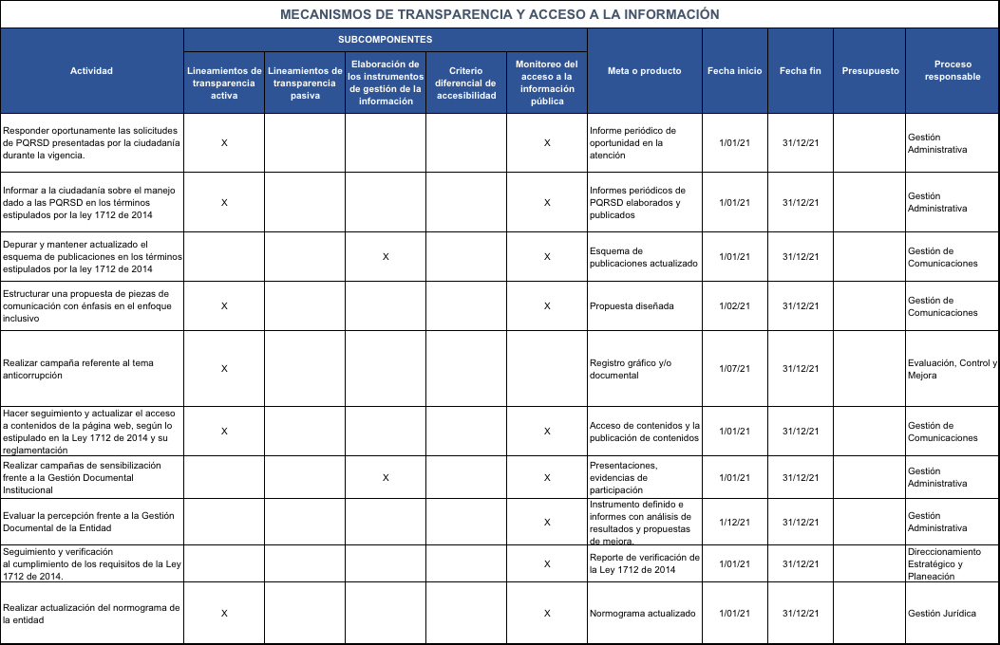 MECANISMOS DE TRANSPARENCIA Y ACCESO A LA INFORMACIÓN
Actividad
SUBCOMPONENTES
Lineamientos de
transparencia
activa
Lineamientos de
transparencia
pasiva
Elaboración de
los instrumentos
de gestión de la
información
Criterio
diferencial de
accesibilidad
Monitoreo del
acceso a la
información
pública
Meta o producto
Fecha inicio
Fecha fin
Presupuesto
Proceso
responsable
Responder oportunamente las solicitudes
de PQRSD presentadas por la ciudadanía
durante la vigencia.
X
X
Informe periódico de
oportunidad en la
atención
1/01/21
31/12/21
Gestión
Administrativa
Informar a la ciudadanía sobre el manejo
dado a las PQRSD en los términos
estipulados por la ley 1712 de 2014
X
X
Informes periódicos de
PQRSD elaborados y
publicados
1/01/21
31/12/21
Gestión
Administrativa
Depurar y mantener actualizado el
esquema de publicaciones en los términos
estipulados por la ley 1712 de 2014
X
X
Esquema de
publicaciones actualizado
1/01/21
31/12/21
Gestión de
Comunicaciones
Estructurar una propuesta de piezas de
comunicación con énfasis en el enfoque
inclusivo
X
X
Propuesta diseñada
1/02/21
31/12/21
Gestión de
Comunicaciones
Realizar campaña referente al tema
anticorrupción
X
Registro gráfico y/o
documental
1/07/21
31/12/21
Evaluación, Control y
Mejora
Hacer seguimiento y actualizar el acceso
a contenidos de la página web, según lo
estipulado en la Ley 1712 de 2014 y su
reglamentación
X
X
Acceso de contenidos y la
publicación de contenidos
1/01/21
31/12/21
Gestión de
Comunicaciones
Realizar campañas de sensibilización
frente a la Gestión Documental
Institucional
X
X
Presentaciones,
evidencias de
participación
1/01/21
31/12/21
Gestión
Administrativa
Evaluar la percepción frente a la Gestión
Documental de la Entidad
X
Instrumento definido e
informes con análisis de
resultados y propuestas
de mejora.
1/12/21
31/12/21
Gestión
Administrativa
Seguimiento y verificación
al cumplimiento de los requisitos de la Ley
1712 de 2014.
X
Reporte de verificación de
la Ley 1712 de 2014
1/01/21
31/12/21
Direccionamiento
Estratégico y
Planeación
Realizar actualización del normograma de
la entidad
X
X
Normograma actualizado
1/01/21
31/12/21
Gestión Jurídica